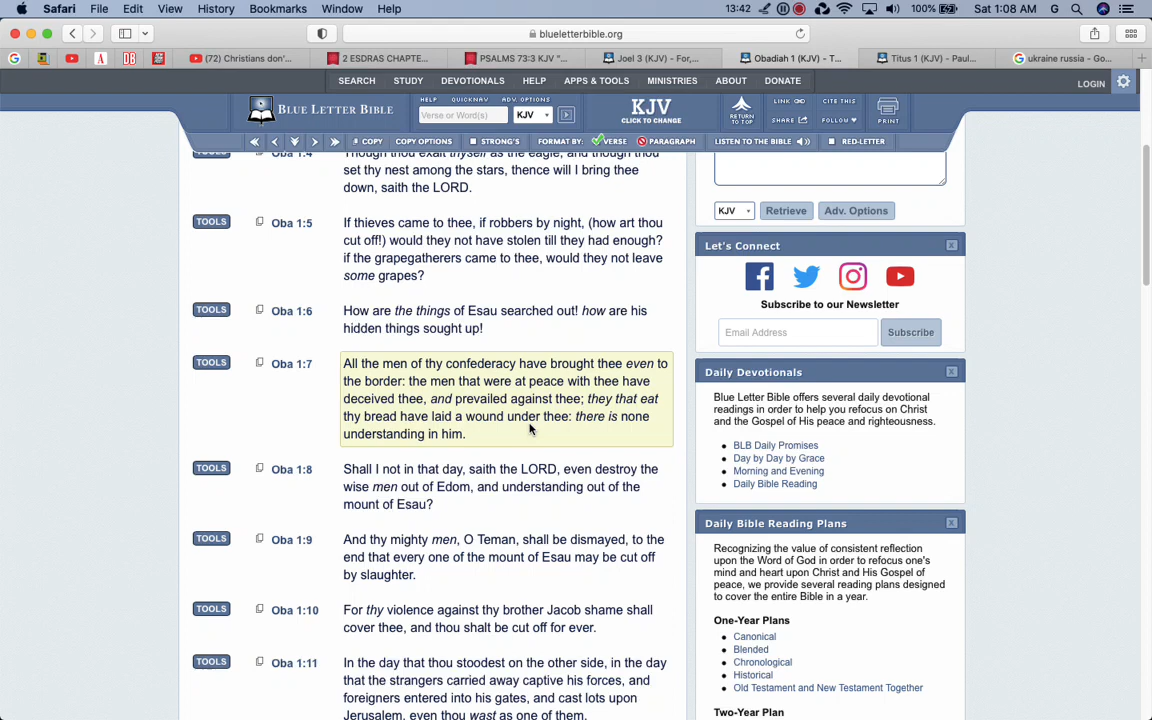 Safari File Edit View History Bookmarks Window Help 13:42 100% Sat 1:08 AM G
blueletterbible.org
(72) Christians don'... 2 ESDRAS CHAPTE... PSALMS 73:3 KJV "... Joel 3 (KJV) - For,... Obadiah 1 (KJV) - T... Titus 1 (KJV) - Paul... ukraine russia - Go...
SEARCH STUDY DEVOTIONALS HELP APPS & TOOLS MINISTRIES ABOUT DONATE LOGIN
BLUE LETTER BIBLE
HELP QUICKNAV ADV. OPTIONS
Verse or Word(s) KJV
KJV
CLICK TO CHANGE
RETURN TO TOP
LINK CITE THIS
SHARE FOLLOW
PRINT
COPY COPY OPTIONS STRONG'S FORMAT BY: VERSE PARAGRAPH LISTEN TO THE BIBLE RED-LETTER
TOOLS Oba 1:4 Though thou exalt thyself as the eagle, and though thou
set thy nest among the stars, thence will I bring thee
down, saith the LORD.
TOOLS Oba 1:5 If thieves came to thee, if robbers by night, (how art thou
cut off!) would they not have stolen till they had enough?
if the grapegatherers came to thee, would they not leave
some grapes?
TOOLS Oba 1:6 How are the things of Esau searched out! how are his
hidden things sought up!
TOOLS Oba 1:7 All the men of thy confederacy have brought thee even to
the border: the men that were at peace with thee have
deceived thee, and prevailed against thee; they that eat
thy bread have laid a wound under thee: there is none
understanding in him.
TOOLS Oba 1:8 Shall I not in that day, saith the LORD, even destroy the
wise men out of Edom, and understanding out of the
mount of Esau?
TOOLS Oba 1:9 And thy mighty men, O Teman, shall be dismayed, to the
end that every one of the mount of Esau may be cut off
by slaughter.
TOOLS Oba 1:10 For thy violence against thy brother Jacob shame shall
cover thee, and thou shalt be cut off for ever.
TOOLS Oba 1:11 In the day that thou stoodest on the other side, in the day
that the strangers carried away captive his forces, and
foreigners entered into his gates, and cast lots upon
Jerusalem, even thou wast as one of them.
KJV Retrieve Adv. Options
Let's Connect X
Subscribe to our Newsletter
Email Address Subscribe
Daily Devotionals X
Blue Letter Bible offers several daily devotional
readings in order to help you refocus on Christ
and the Gospel of His peace and righteousness.
BLB Daily Promises
Day by Day by Grace
Morning and Evening
Daily Bible Reading
Daily Bible Reading Plans X
Recognizing the value of consistent reflection
upon the Word of God in order to refocus one's
mind and heart upon Christ and His Gospel of
peace, we provide several reading plans designed
to cover the entire Bible in a year.
One-Year Plans
Canonical
Blended
Chronological
Historical
Old Testament and New Testament Together
Two-Year Plan